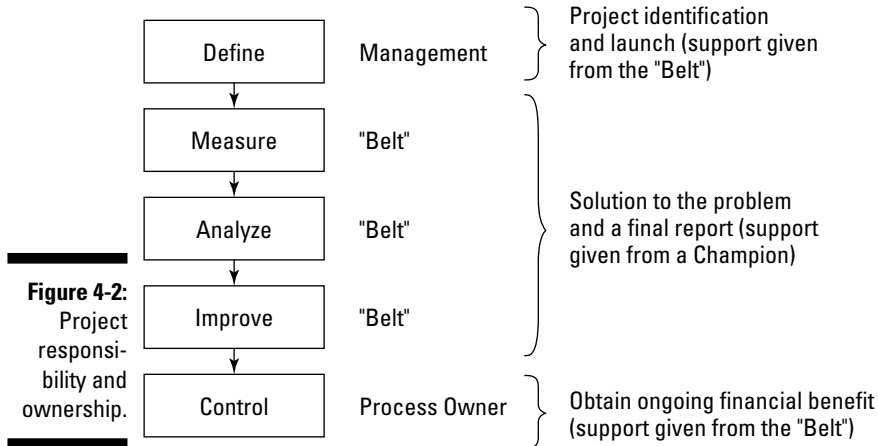 Define
Management
Project identification
and launch (support given
from the "Belt")
Measure
"Belt"
Analyze
"Belt"
Solution to the problem
and a final report (support
given from a Champion)
Improve
"Belt"
Control
Process Owner
Obtain ongoing financial benefit
(support given from the "Belt")
Figure 4-2:
Project
responsi-
bility and
ownership.